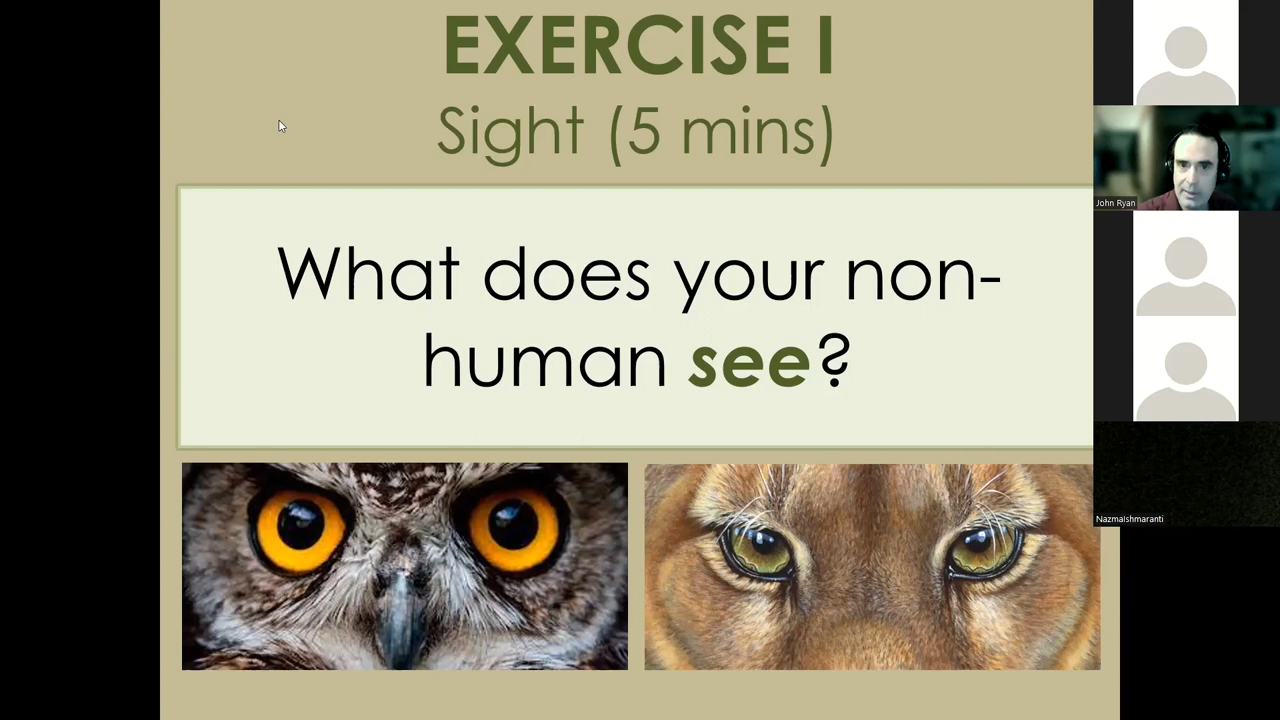 EXERCISE I
Sight (5 mins)
What does your non-
human see?
John Ryan
Nazmaishmaranti